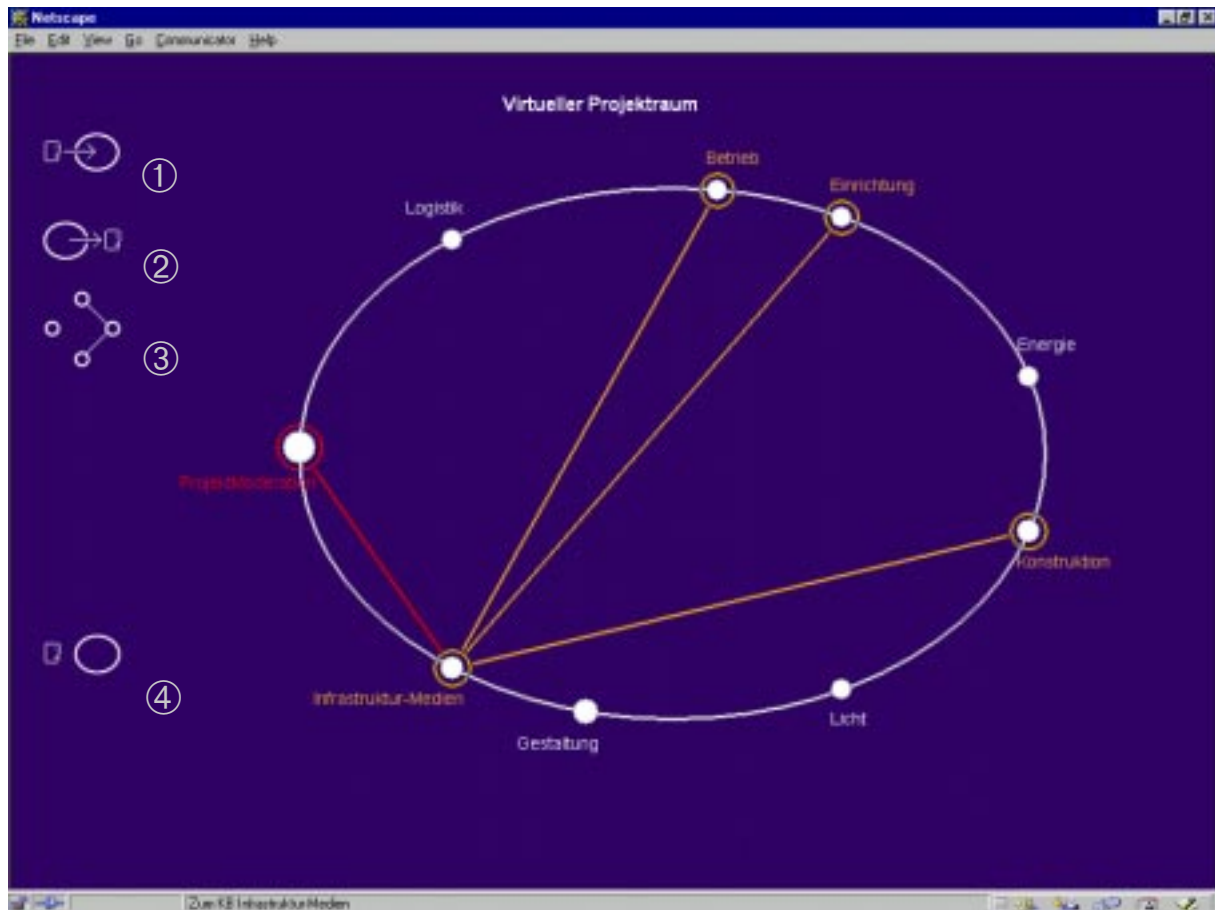 Netscape
File Edit View Go Communicator Help
Virtueller Projektraum
①
Betrieb
Einrichtung
Logistik
②
③
Energie
ProjektModeration
Konstruktion
④
Infrastruktur-Medien
Licht
Gestaltung
Zum KB Infrastruktur-Medien